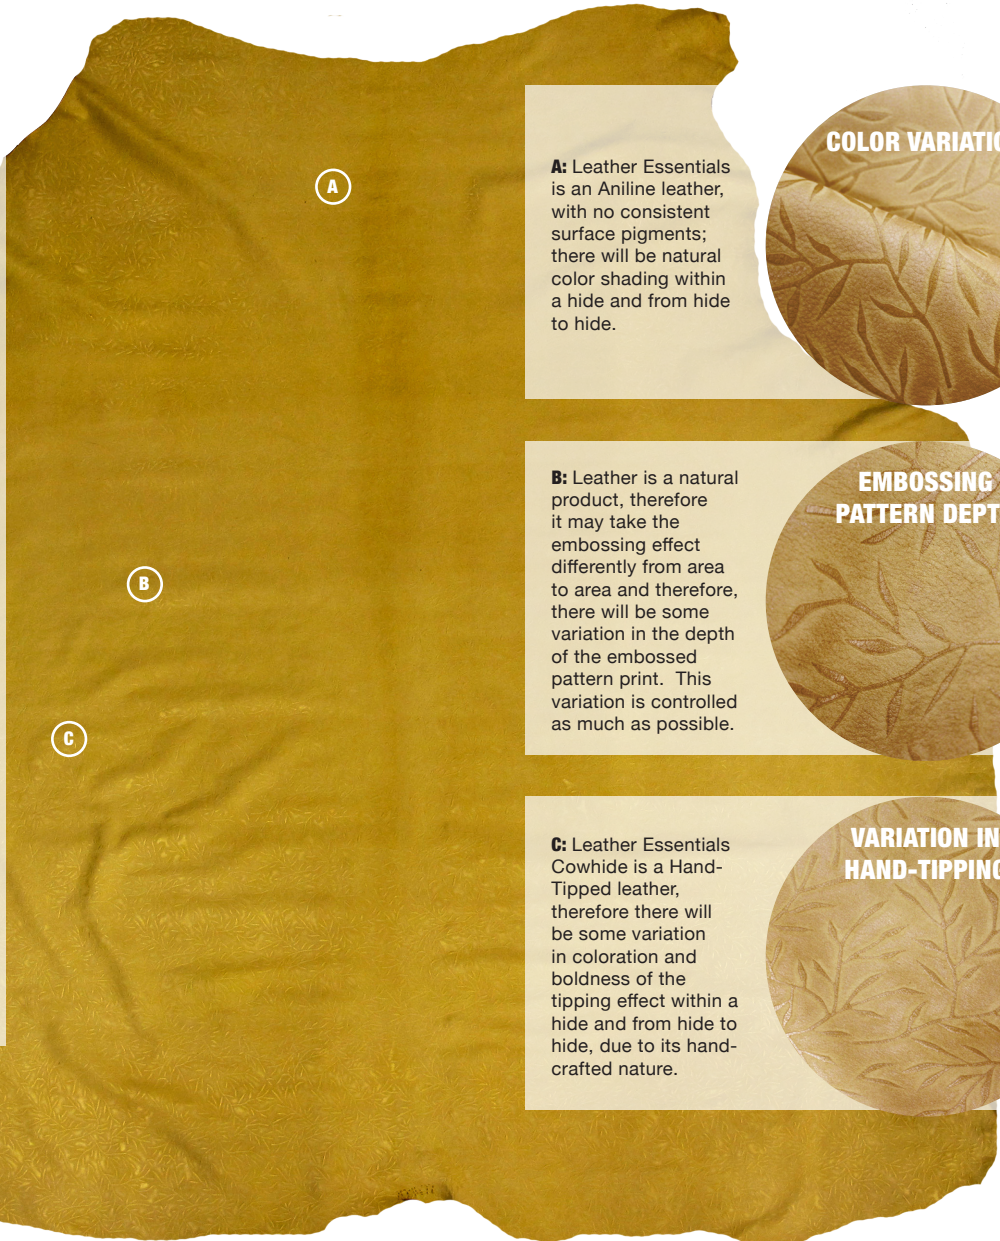 A
A: Leather Essentials
is an Aniline leather,
with no consistent
surface pigments;
there will be natural
color shading within
a hide and from hide
to hide.
COLOR VARIATIO
B
B: Leather is a natural
product, therefore
it may take the
embossing effect
differently from area
to area and therefore,
there will be some
variation in the depth
of the embossed
pattern print.  This
variation is controlled
as much as possible.
EMBOSSING
PATTERN DEPT
C
C: Leather Essentials
Cowhide is a Hand-
Tipped leather,
therefore there will
be some variation
in coloration and
boldness of the
tipping effect within a
hide and from hide to
hide, due to its hand-
crafted nature.
VARIATION IN
HAND-TIPPING